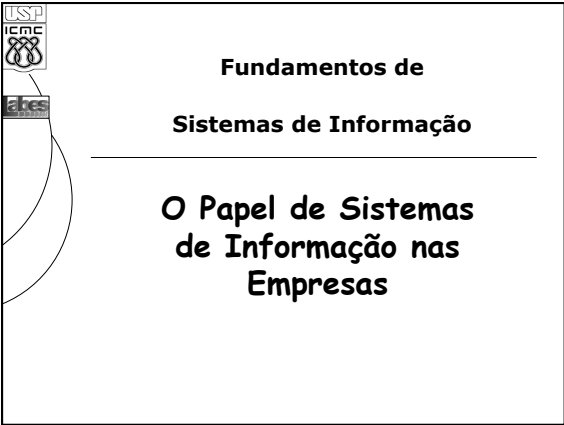 USP
ICMC
labes
Fundamentos de
Sistemas de Informação
O Papel de Sistemas
de Informação nas
Empresas